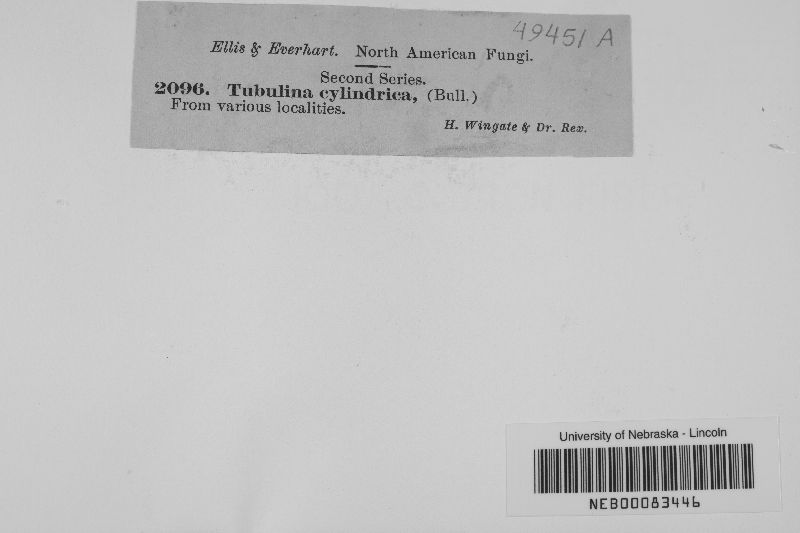 49451 A
Ellis & Everhart. North American Fungi.
Second Series.
2096. Tubulina cylindrica, (Bull.)
From various localities.
H. Wingate & Dr. Rex.
University of Nebraska - Lincoln
NEB00083446